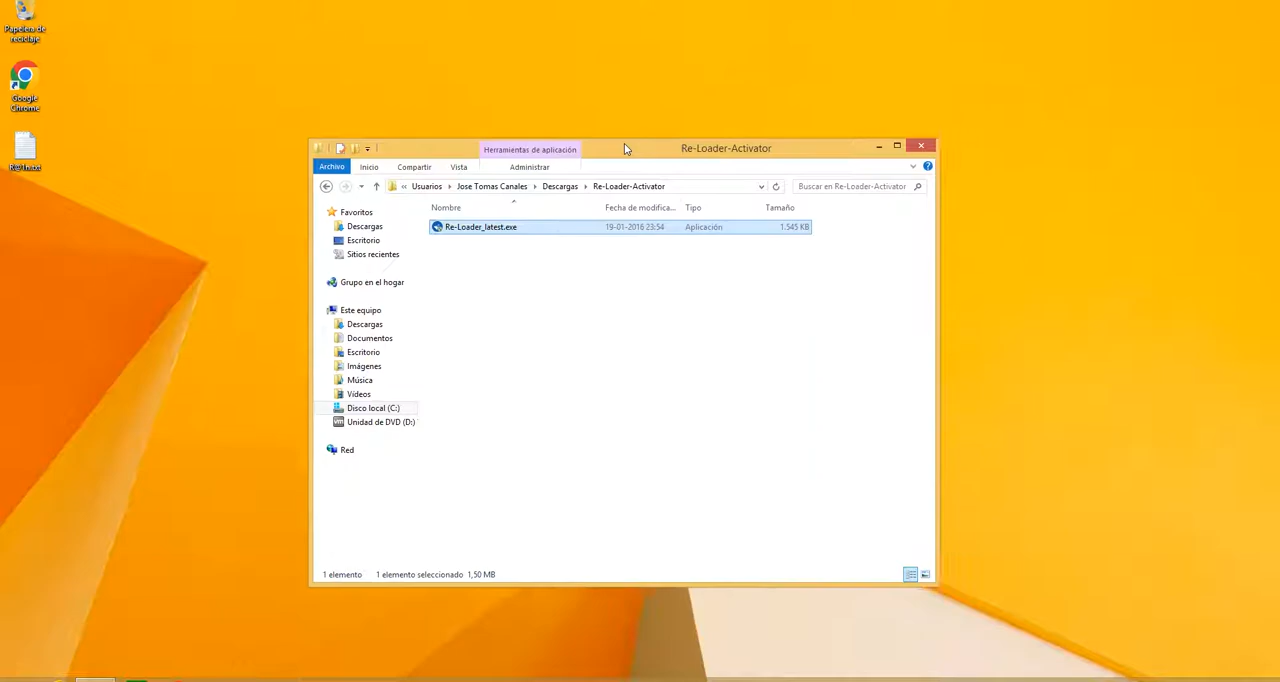 Papelera de
reciclaje
Google
Chrome
Herramientas de aplicación
Re-Loader-Activator
Archivo Inicio Compartir Vista Administrar
« Usuarios Jose Tomas Canales Descargas Re-Loader-Activator Buscar en Re-Loader-Activator
Nombre Fecha de modifica... Tipo Tamaño
Re-Loader_latest.exe 19-01-2016 23:54 Aplicación 1.545 KB
Favoritos
Descargas
Escritorio
Sitios recientes
Grupo en el hogar
Este equipo
Descargas
Documentos
Escritorio
Imágenes
Música
Vídeos
Disco local (C:)
Unidad de DVD (D:)
Red
1 elemento 1 elemento seleccionado 1,50 MB